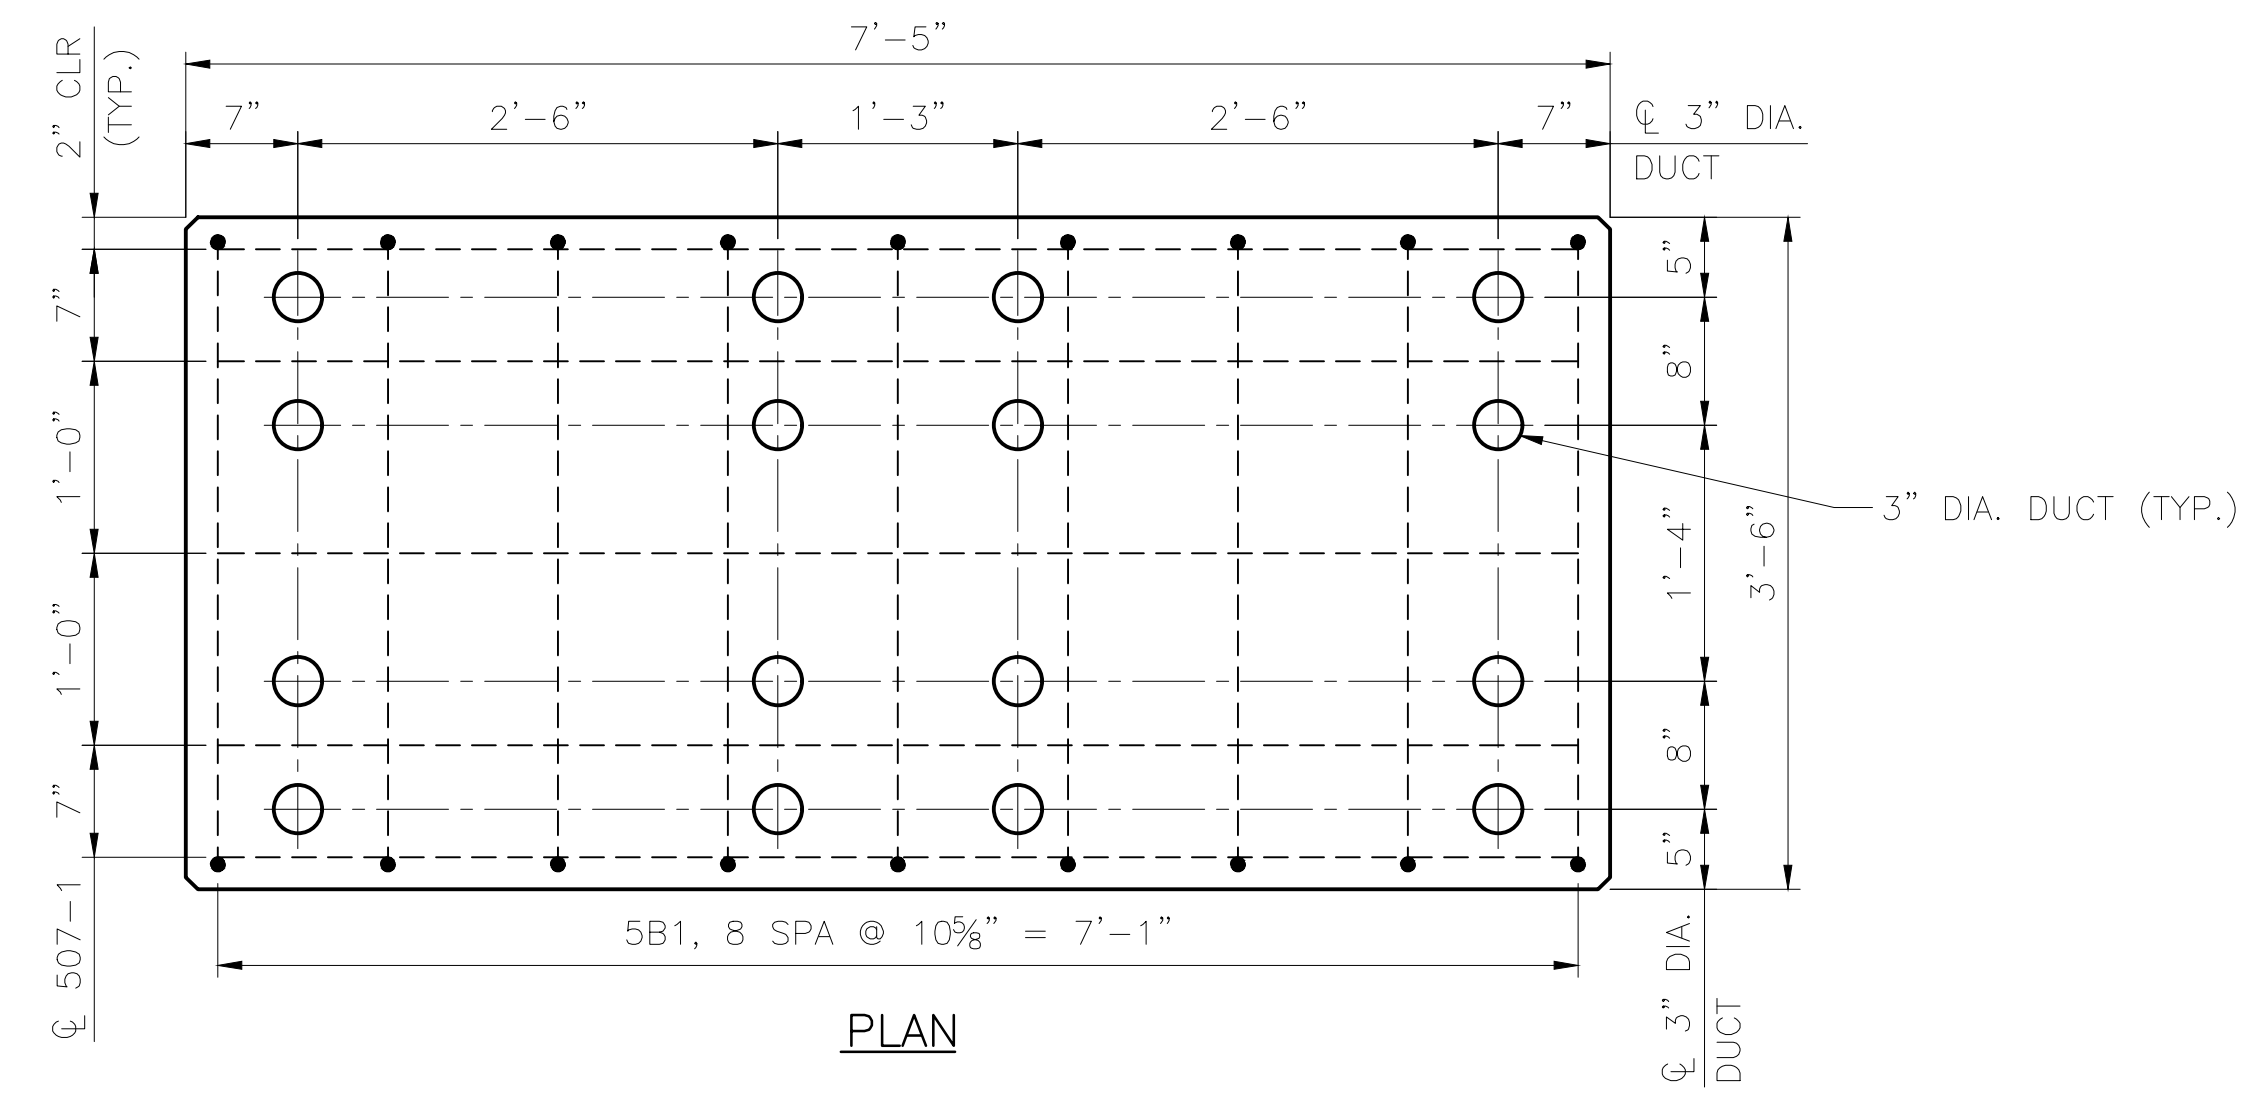 7'-5"
2" CLR
(TYP.)
7"
2'-6"
1'-3"
2'-6"
7"
℄ 3" DIA.
DUCT
7"
1'-0"
1'-0"
7"
℄ 507-1
5"
8"
1'-4"
8"
5"
3'-6"
3" DIA. DUCT (TYP.)
℄ 3" DIA.
DUCT
5B1, 8 SPA @ 10⅝" = 7'-1"
PLAN